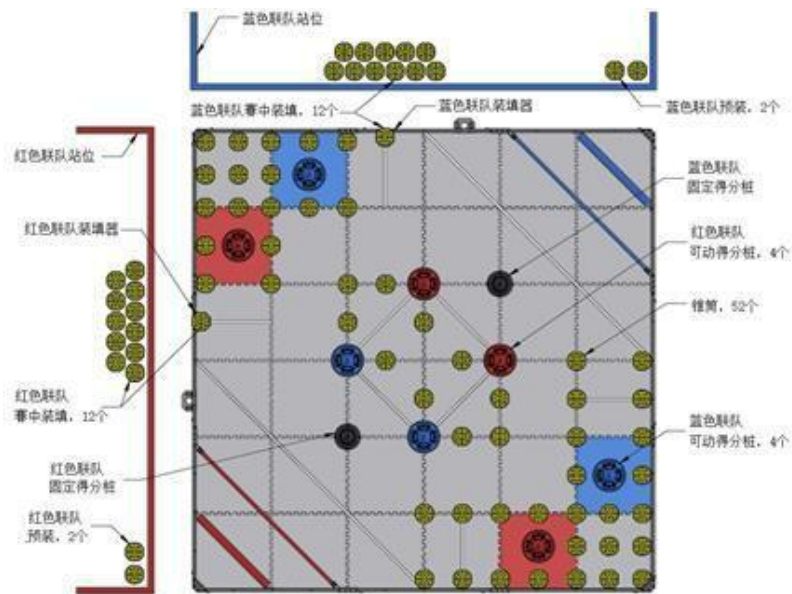 蓝色联队站位
蓝色联队赛中装填，12个
蓝色联队装填器
蓝色联队预装，2个
红色联队站位
蓝色联队
固定得分桩
红色联队装填器
红色联队
可动得分桩，4个
锥筒，52个
红色联队
赛中装填，12个
蓝色联队
可动得分桩，4个
红色联队
固定得分桩
红色联队
预装，2个